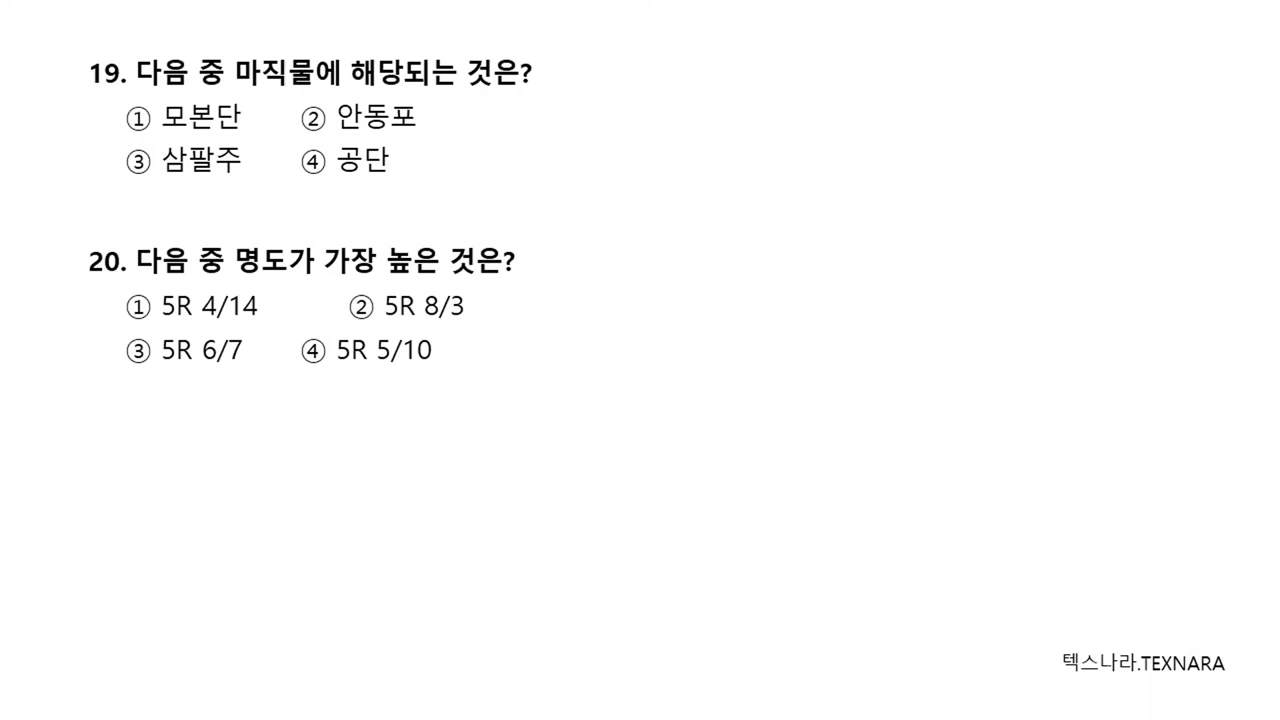 19. 다음 중 마직물에 해당되는 것은?
① 모본단 ② 안동포
③ 삼팔주 ④ 공단
20. 다음 중 명도가 가장 높은 것은?
① 5R 4/14 ② 5R 8/3
③ 5R 6/7 ④ 5R 5/10
텍스나라.TEXNARA